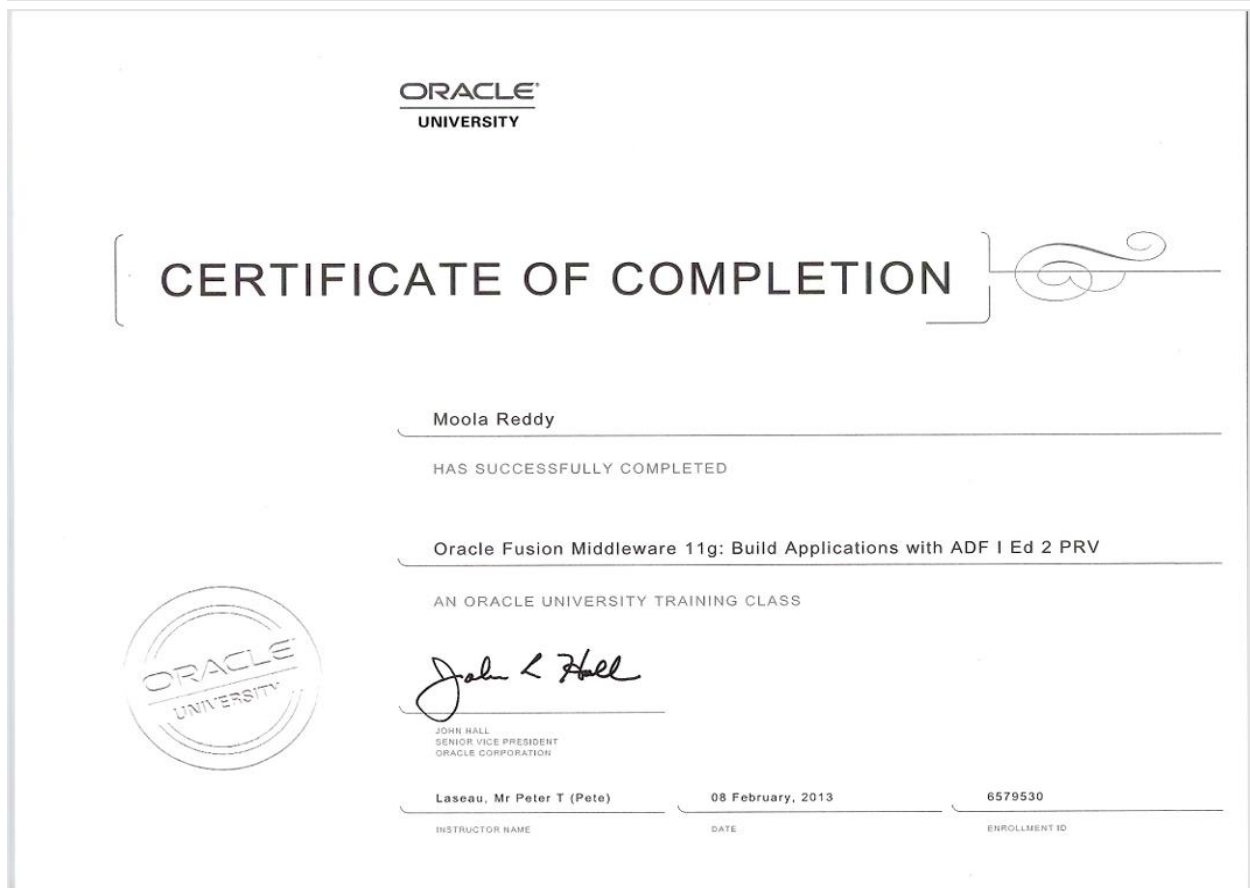 ORACLE
UNIVERSITY
CERTIFICATE OF COMPLETION
Moola Reddy
HAS SUCCESSFULLY COMPLETED
Oracle Fusion Middleware 11g: Build Applications with ADF I Ed 2 PRV
AN ORACLE UNIVERSITY TRAINING CLASS
ORACLE
UNIVERSITY
John L Hall
JOHN HALL
SENIOR VICE PRESIDENT
ORACLE CORPORATION
Laseau, Mr Peter T (Pete) 08 February, 2013 6579530
INSTRUCTOR NAME DATE ENROLLMENT ID